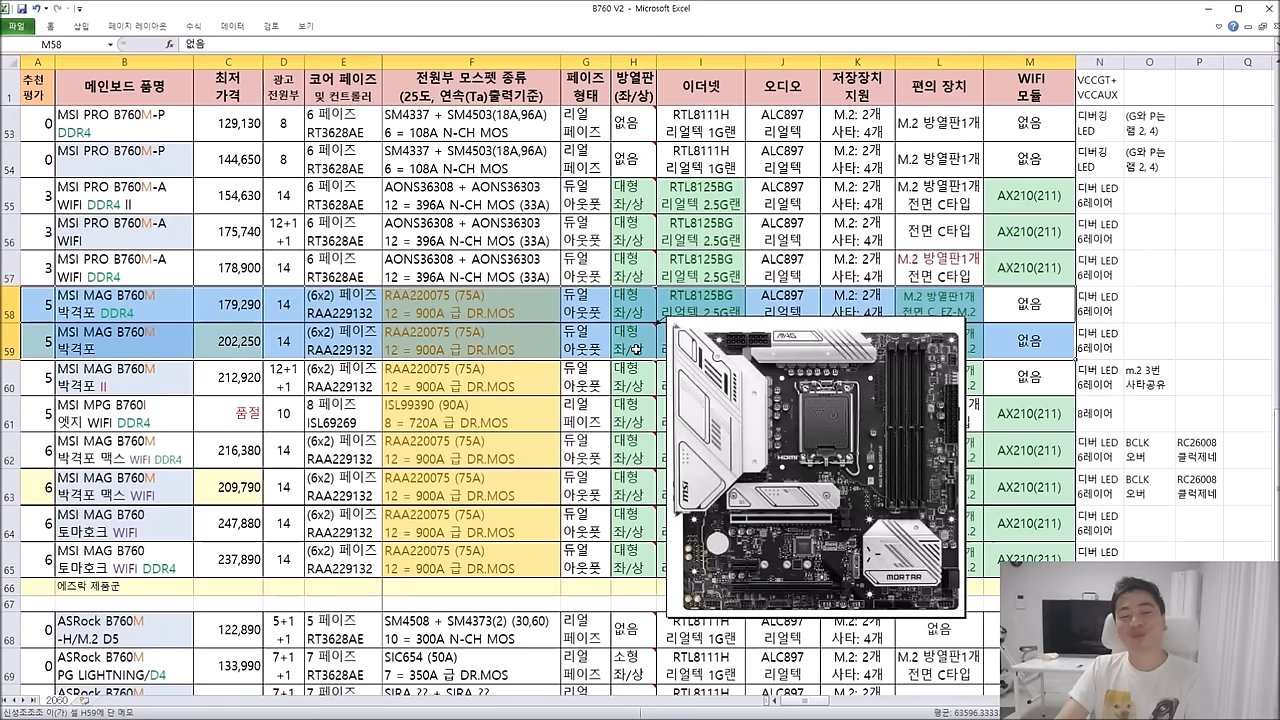 B760 V2 - Microsoft Excel
파일 홈 삽입 페이지 레이아웃 수식 데이터 검토 보기
M58 fx 없음
A B C D E F G H I J K L M N O P Q
1 추천 평가 메인보드 품명 최저 가격 광고 전원부 코어 페이즈 및 컨트롤러 전원부 모스펫 종류 (25도, 연속(Ta)출력기준) 페이즈 형태 방열판 (좌/상) 이더넷 오디오 저장장치 지원 편의 장치 WIFI 모듈 VCCGT+ VCCAUX
53 0 MSI PRO B760M-P DDR4 129,130 8 6 페이즈 RT3628AE SM4337 + SM4503(18A,96A) 6 = 108A N-CH MOS 리얼 페이즈 없음 RTL8111H 리얼텍 1G랜 ALC897 리얼텍 M.2: 2개 사타: 4개 M.2 방열판1개 없음 디버깅 LED (G와 P는 램 2, 4)
54 0 MSI PRO B760M-P 144,650 8 6 페이즈 RT3628AE SM4337 + SM4503(18A,96A) 6 = 108A N-CH MOS 리얼 페이즈 없음 RTL8111H 리얼텍 1G랜 ALC897 리얼텍 M.2: 2개 사타: 4개 M.2 방열판1개 없음 디버깅 LED (G와 P는 램 2, 4)
55 3 MSI PRO B760M-A WIFI DDR4 II 154,630 14 6 페이즈 RT3628AE AONS36308 + AONS36303 12 = 396A N-CH MOS (33A) 듀얼 아웃풋 대형 좌/상 RTL8125BG 리얼텍 2.5G랜 ALC897 리얼텍 M.2: 2개 사타: 4개 M.2 방열판1개 전면 C타입 AX210(211) 디버 LED 6레이어
56 3 MSI PRO B760M-A WIFI 175,740 12+1 +1 6 페이즈 RT3628AE AONS36308 + AONS36303 12 = 396A N-CH MOS (33A) 듀얼 아웃풋 대형 좌/상 RTL8125BG 리얼텍 2.5G랜 ALC897 리얼텍 M.2: 2개 사타: 4개 전면 C타입 AX210(211) 디버 LED 6레이어
57 3 MSI PRO B760M-A WIFI DDR4 178,900 14 6 페이즈 RT3628AE AONS36308 + AONS36303 12 = 396A N-CH MOS (33A) 듀얼 아웃풋 대형 좌/상 RTL8125BG 리얼텍 2.5G랜 ALC897 리얼텍 M.2: 2개 사타: 4개 M.2 방열판1개 전면 C타입 AX210(211) 디버 LED 6레이어
58 5 MSI MAG B760M 박격포 DDR4 179,290 14 (6x2) 페이즈 RAA229132 RAA220075 (75A) 12 = 900A 급 DR.MOS 듀얼 아웃풋 대형 좌/상 RTL8125BG ALC897 M.2: 2개 M.2 방열판1개 전면 C, EZ-M.2 없음 디버 LED 6레이어
59 5 MSI MAG B760M 박격포 202,250 14 (6x2) 페이즈 RAA229132 RAA220075 (75A) 12 = 900A 급 DR.MOS 듀얼 아웃풋 대형 좌/상 없음 디버 LED 6레이어
60 5 MSI MAG B760M 박격포 II 212,920 12+1 +1 (6x2) 페이즈 RAA229132 RAA220075 (75A) 12 = 900A 급 DR.MOS 듀얼 아웃풋 대형 좌/상 없음 디버 LED 6레이어 m.2 3번 사타공유
61 5 MSI MPG B760I 엣지 WIFI DDR4 품절 10 8 페이즈 ISL69269 ISL99390 (90A) 8 = 720A 급 DR.MOS 리얼 아웃풋 대형 좌/상 AX210(211) 8레이어
62 6 MSI MAG B760M 박격포 맥스 WIFI DDR4 216,380 14 (6x2) 페이즈 RAA229132 RAA220075 (75A) 12 = 900A 급 DR.MOS 듀얼 아웃풋 대형 좌/상 AX210(211) 디버 LED 6레이어 BCLK 오버 RC26008 클럭제네
63 6 MSI MAG B760M 박격포 맥스 WIFI 209,790 14 (6x2) 페이즈 RAA229132 RAA220075 (75A) 12 = 900A 급 DR.MOS 듀얼 아웃풋 대형 좌/상 AX210(211) 디버 LED 6레이어 BCLK 오버 RC26008 클럭제네
64 6 MSI MAG B760 토마호크 WIFI 247,880 14 (6x2) 페이즈 RAA229132 RAA220075 (75A) 12 = 900A 급 DR.MOS 듀얼 아웃풋 대형 좌/상 AX210(211) 디버 LED 6레이어
65 6 MSI MAG B760 토마호크 WIFI DDR4 237,890 14 (6x2) 페이즈 RAA229132 RAA220075 (75A) 12 = 900A 급 DR.MOS 듀얼 아웃풋 대형 좌/상 AX210(211) 디버 LED
MAG
HDMI
msi
MORTAR
66 에즈락 제품군
67
68 0 ASRock B760M -H/M.2 D5 122,890 5+1 +1 5 페이즈 RT3628AE SM4508 + SM4373(2) (30,60) 10 = 300A N-CH MOS 리얼 페이즈 없음 RTL8111H 리얼텍 1G랜 ALC897 리얼텍 M.2: 2개 사타: 4개 없음
69 0 ASRock B760M PG LIGHTNING/D4 133,990 7+1 +1 7 페이즈 RT3628AE SIC654 (50A) 7 = 350A 급 DR.MOS 리얼 페이즈 소형 좌/상 RTL8111H 리얼텍 1G랜 ALC897 리얼텍 M.2: 2개 사타: 4개 M.2 방열판1개 전면 C타입
2060
신성조조조 이(가) 셀 H59에 단 메모 평균: 63596.3333